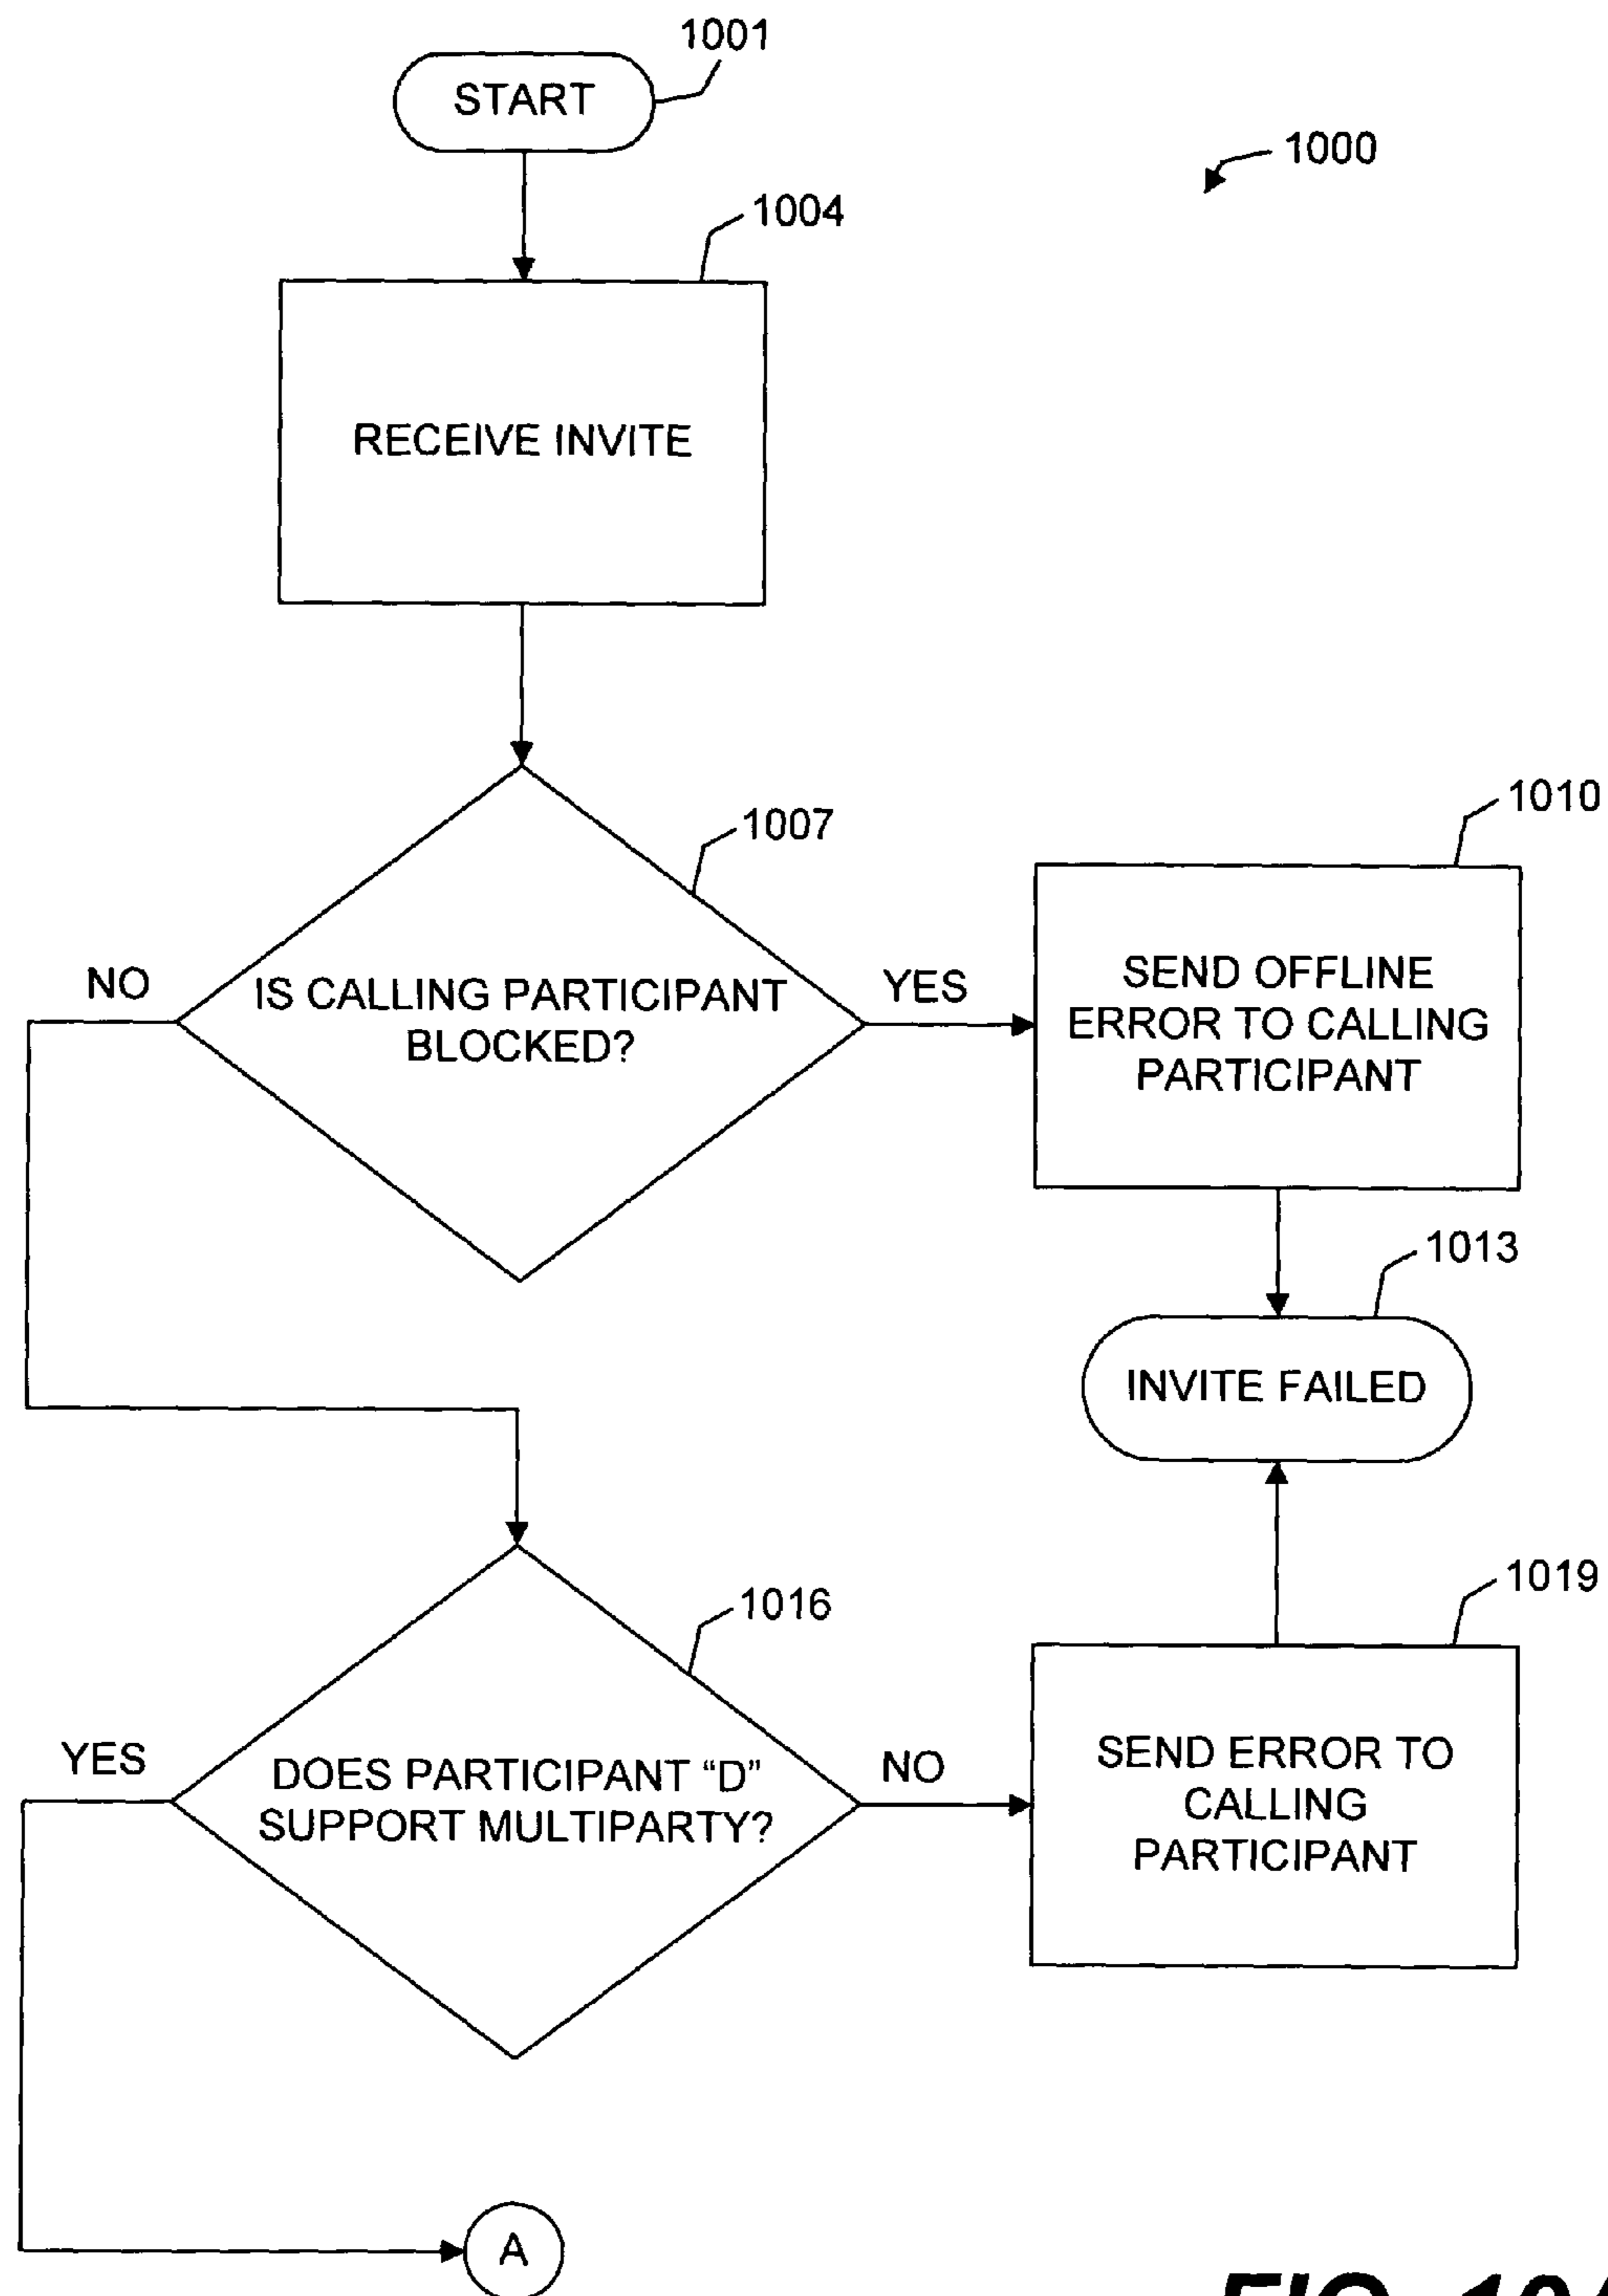 1001
START
1000
1004
RECEIVE INVITE
1007
1010
NO
IS CALLING PARTICIPANT
BLOCKED?
YES
SEND OFFLINE
ERROR TO CALLING
PARTICIPANT
1013
INVITE FAILED
1016
1019
YES
DOES PARTICIPANT “D”
SUPPORT MULTIPARTY?
NO
SEND ERROR TO
CALLING
PARTICIPANT
A